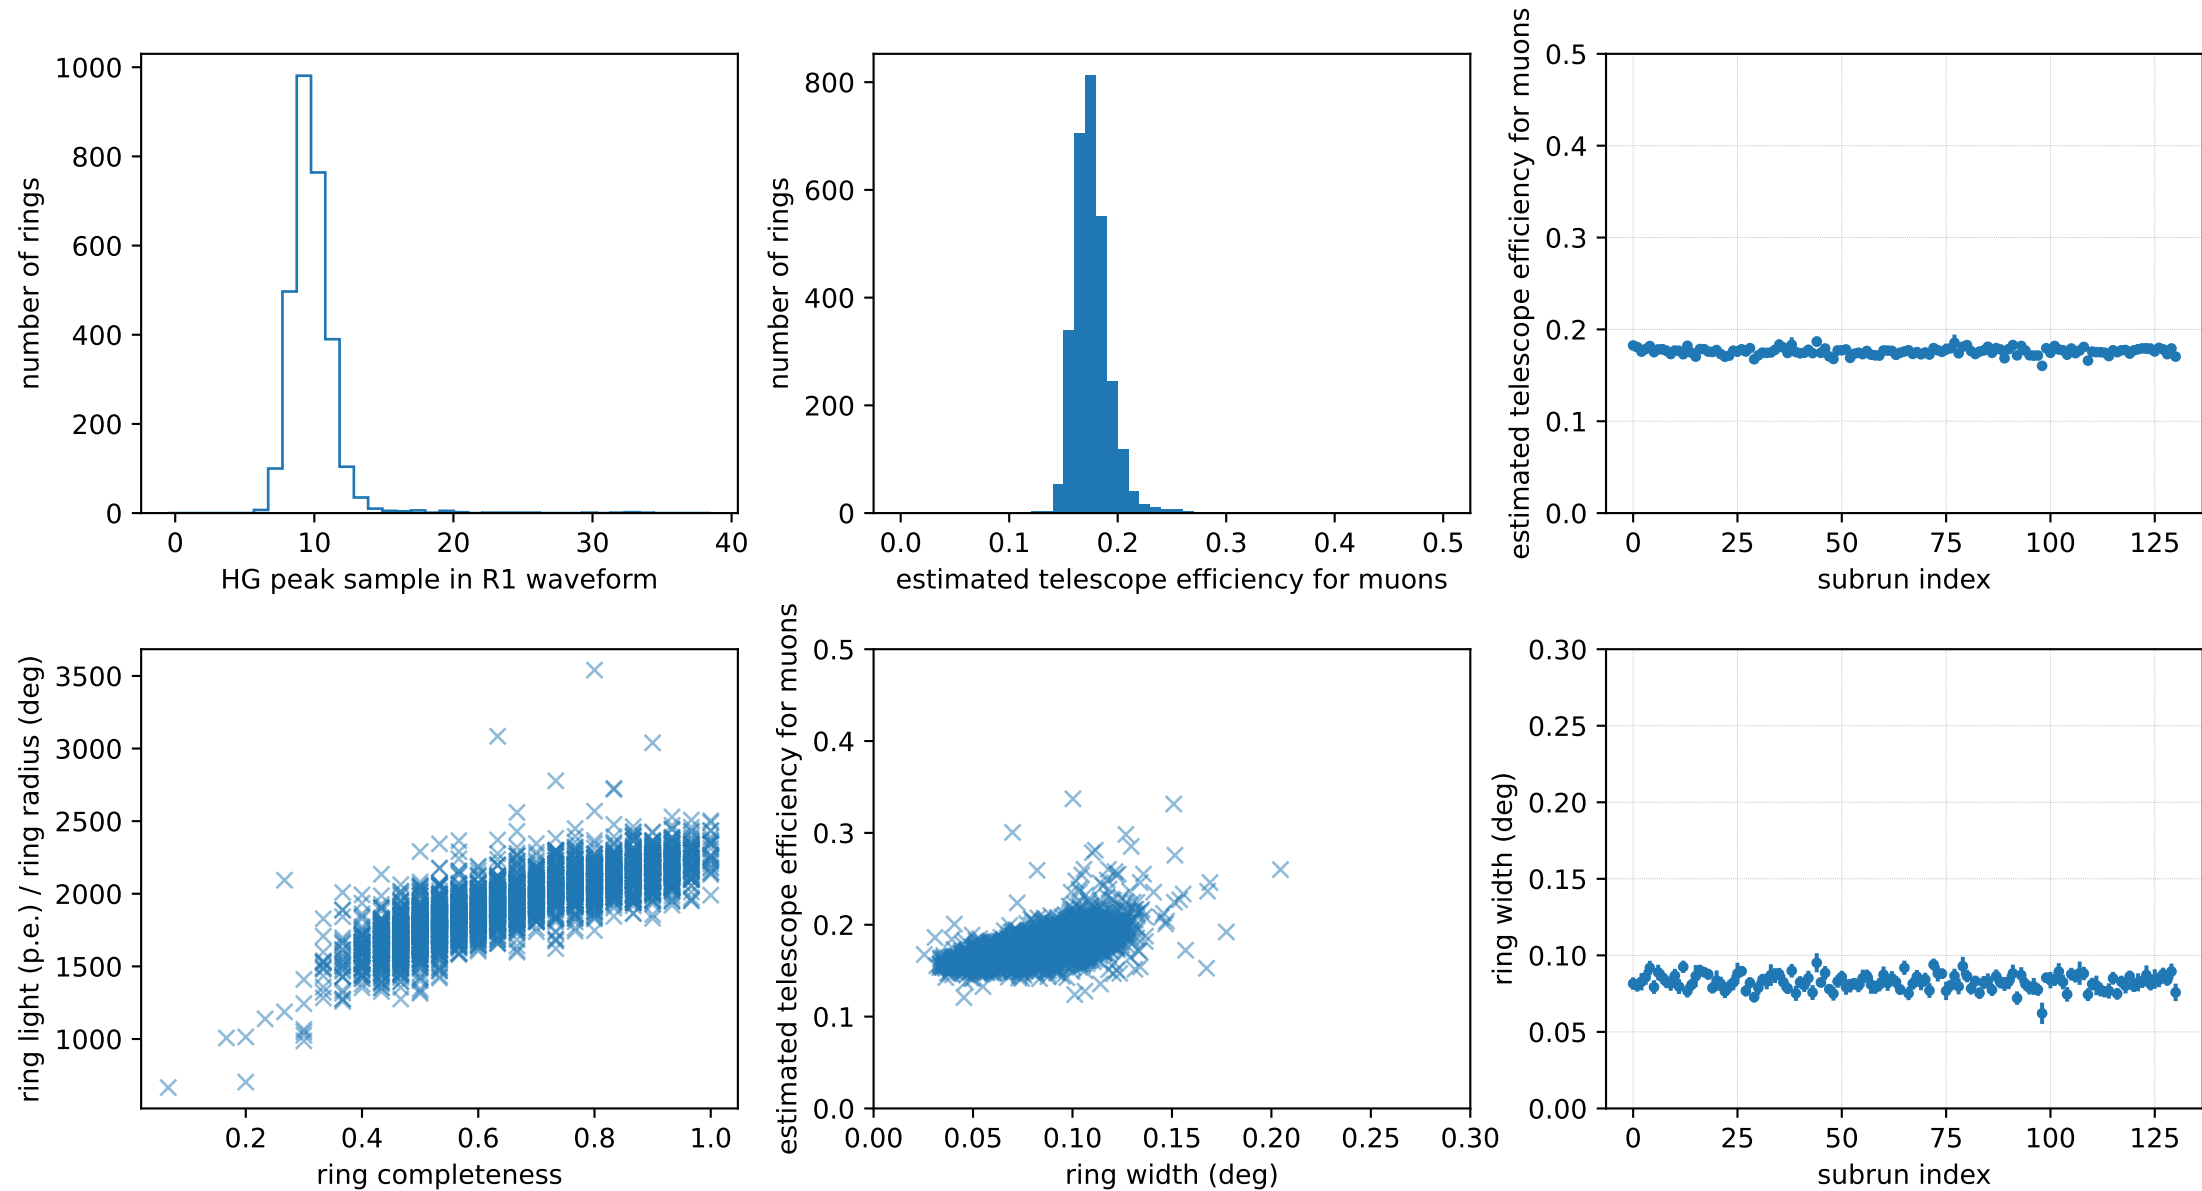 number of rings
1000
800
600
400
200
0
0 10 20 30 40
HG peak sample in R1 waveform
number of rings
800
600
400
200
0
0.0 0.1 0.2 0.3 0.4 0.5
estimated telescope efficiency for muons
estimated telescope efficiency for muons
0.5
0.4
0.3
0.2
0.1
0.0
0 25 50 75 100 125
subrun index
ring light (p.e.) / ring radius (deg)
3500
3000
2500
2000
1500
1000
0.2 0.4 0.6 0.8 1.0
ring completeness
estimated telescope efficiency for muons
0.5
0.4
0.3
0.2
0.1
0.0
0.00 0.05 0.10 0.15 0.20 0.25 0.30
ring width (deg)
ring width (deg)
0.30
0.25
0.20
0.15
0.10
0.05
0.00
0 25 50 75 100 125
subrun index